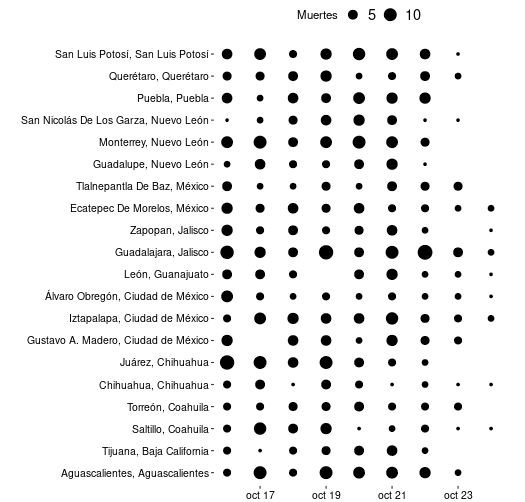 Muertes 5 10
San Luis Potosí, San Luis Potosí
Querétaro, Querétaro
Puebla, Puebla
San Nicolás De Los Garza, Nuevo León
Monterrey, Nuevo León
Guadalupe, Nuevo León
Tlalnepantla De Baz, México
Ecatepec De Morelos, México
Zapopan, Jalisco
Guadalajara, Jalisco
León, Guanajuato
Álvaro Obregón, Ciudad de México
Iztapalapa, Ciudad de México
Gustavo A. Madero, Ciudad de México
Juárez, Chihuahua
Chihuahua, Chihuahua
Torreón, Coahuila
Saltillo, Coahuila
Tijuana, Baja California
Aguascalientes, Aguascalientes
oct 17 oct 19 oct 21 oct 23